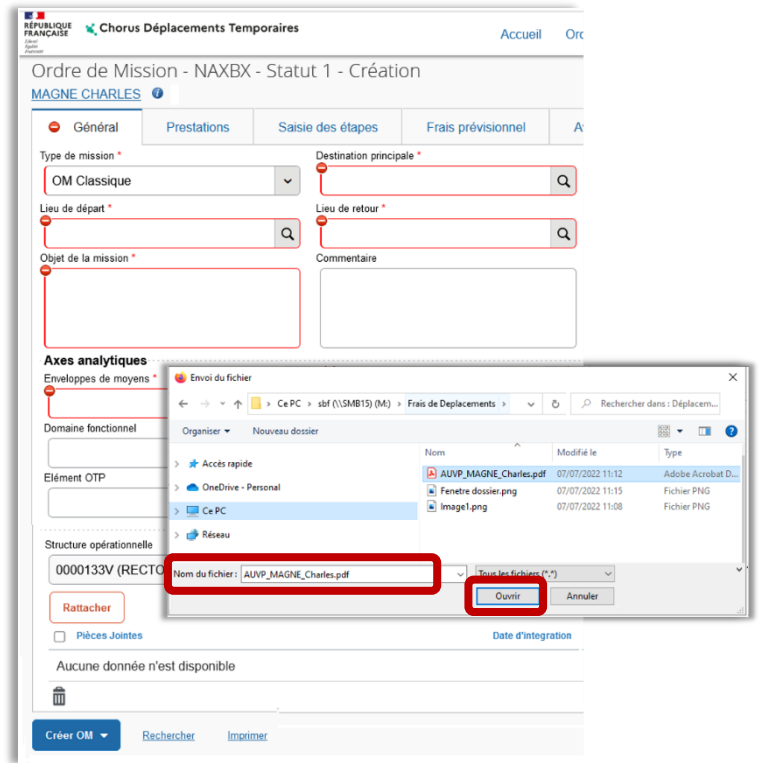 RÉPUBLIQUE
FRANÇAISE
Liberté
Égalité
Fraternité
Chorus Déplacements Temporaires
Accueil Ord
Ordre de Mission - NAXBX - Statut 1 - Création
MAGNE CHARLES
Général Prestations Saisie des étapes Frais prévisionnel
Type de mission * Destination principale *
OM Classique
Lieu de départ * Lieu de retour *
Objet de la mission * Commentaire
Axes analytiques
Enveloppes de moyens *
Domaine fonctionnel
Elément OTP
Structure opérationnelle
0000133V (RECTO
Rattacher
Pièces Jointes Date d'intégration
Aucune donnée n'est disponible
Créer OM Rechercher Imprimer
Envoi du fichier
Ce PC > sbf (\\SMB15) (M:) > Frais de Deplacements > Rechercher dans : Déplacem...
Organiser Nouveau dossier
Nom Modifié le Type
Accès rapide
OneDrive - Personal
Ce PC
Réseau
AUVP_MAGNE_Charles.pdf 07/07/2022 11:12 Adobe Acrobat D...
Fenetre dossier.png 07/07/2022 11:15 Fichier PNG
Image1.png 07/07/2022 11:08 Fichier PNG
Nom du fichier : AUVP_MAGNE_Charles.pdf Tous les fichiers (*.*)
Ouvrir Annuler